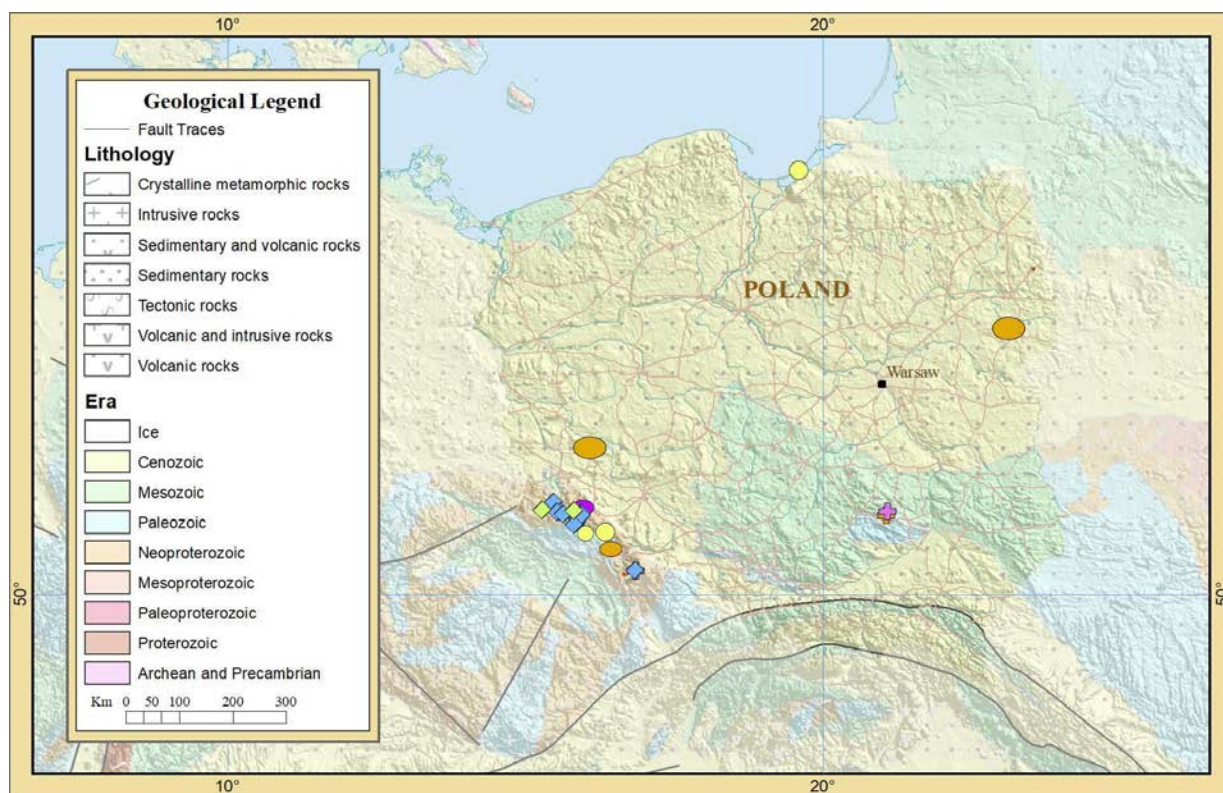 10°
20°
Geological Legend
Fault Traces
Lithology
Crystalline metamorphic rocks
Intrusive rocks
Sedimentary and volcanic rocks
Sedimentary rocks
Tectonic rocks
Volcanic and intrusive rocks
Volcanic rocks
Era
Ice
Cenozoic
Mesozoic
Paleozoic
Neoproterozoic
Mesoproterozoic
Paleoproterozoic
Proterozoic
Archean and Precambrian
Km
0 50 100 200 300
POLAND
Warsaw
50°
50°
10°
20°